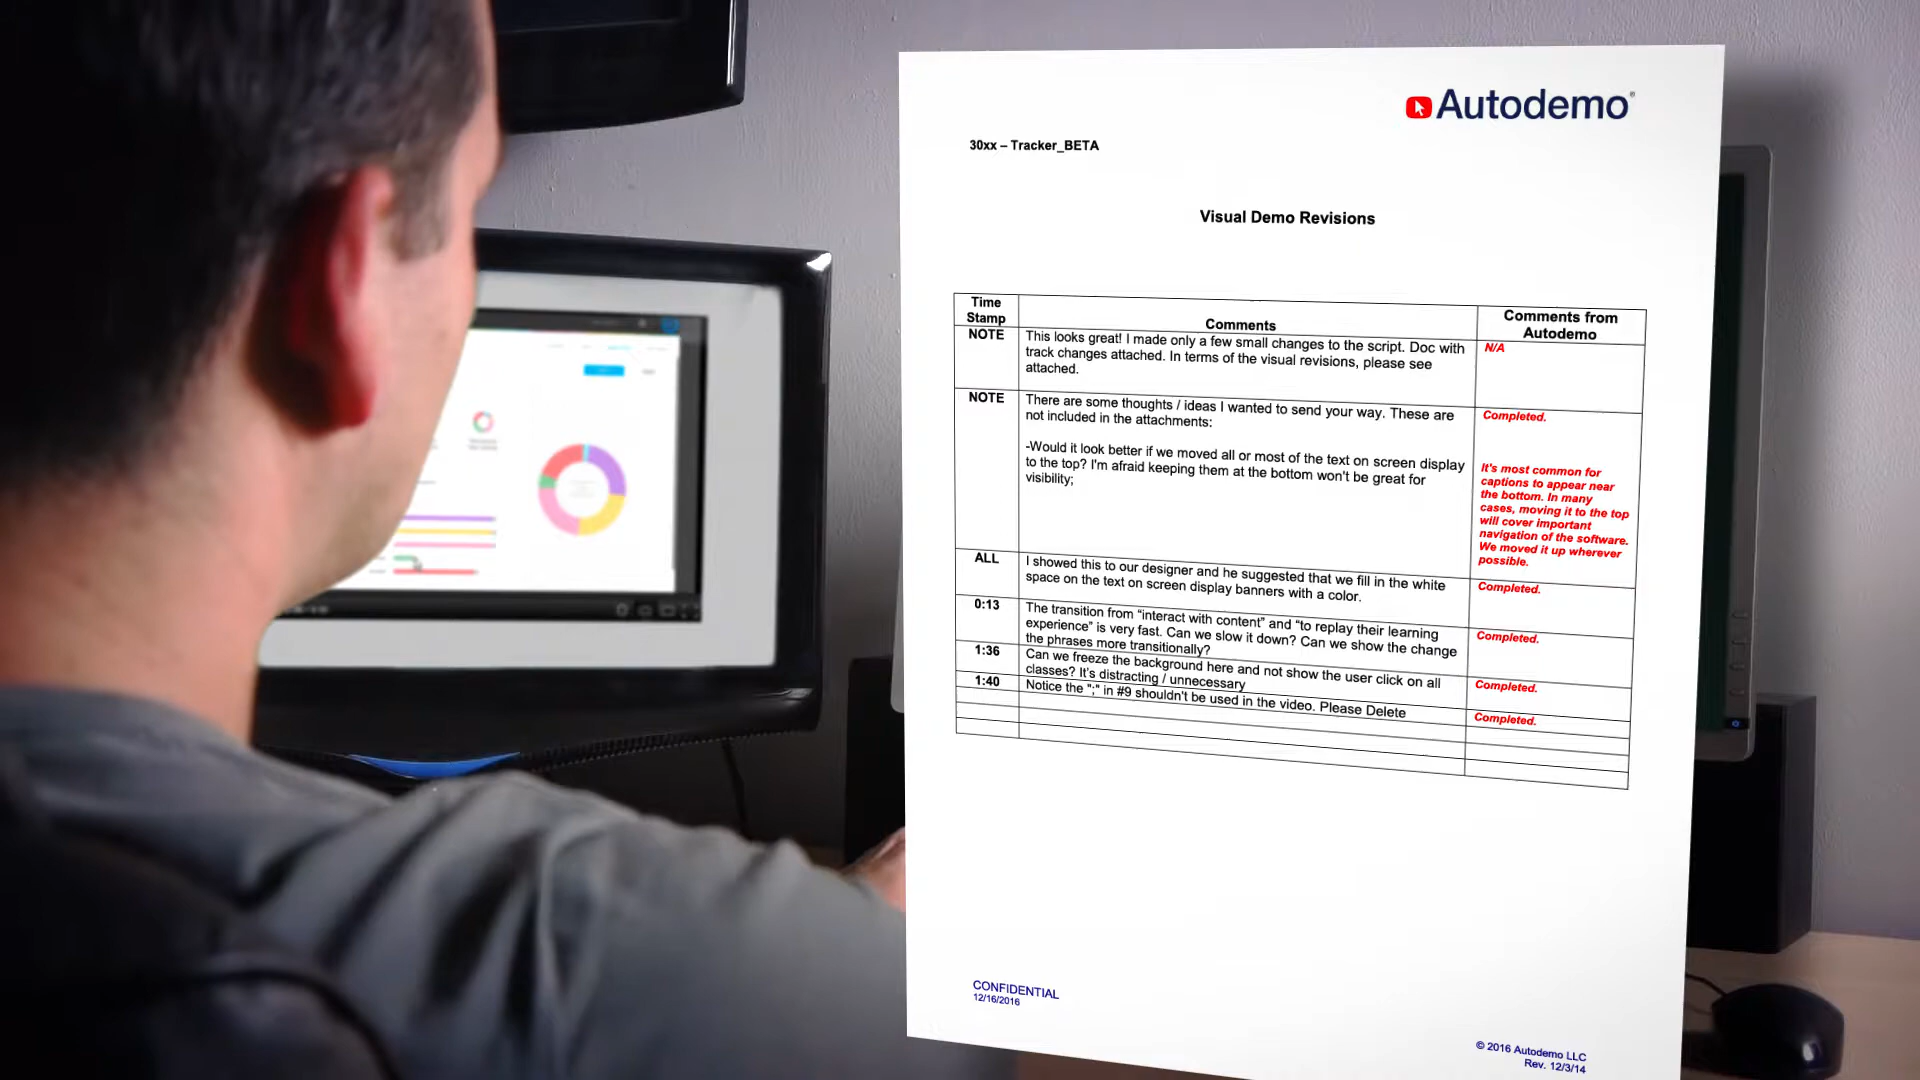 Autodemo®
30xx – Tracker_BETA
Visual Demo Revisions
Time
Stamp
Comments
Comments from
Autodemo
NOTE
This looks great! I made only a few small changes to the script. Doc with
track changes attached. In terms of the visual revisions, please see
attached.
N/A
NOTE
There are some thoughts / ideas I wanted to send your way. These are
not included in the attachments:
-Would it look better if we moved all or most of the text on screen display
to the top? I'm afraid keeping them at the bottom won't be great for
visibility;
Completed.
It's most common for
captions to appear near
the bottom. In many
cases, moving it to the top
will cover important
navigation of the software.
We moved it up wherever
possible.
ALL
I showed this to our designer and he suggested that we fill in the white
space on the text on screen display banners with a color.
Completed.
0:13
The transition from “interact with content” and “to replay their learning
experience” is very fast. Can we slow it down? Can we show the change
the phrases more transitionally?
Completed.
1:36
Can we freeze the background here and not show the user click on all
classes? It's distracting / unnecessary
Completed.
1:40
Notice the ";" in #9 shouldn't be used in the video. Please Delete
Completed.
CONFIDENTIAL
12/16/2016
© 2016 Autodemo LLC
Rev. 12/3/14